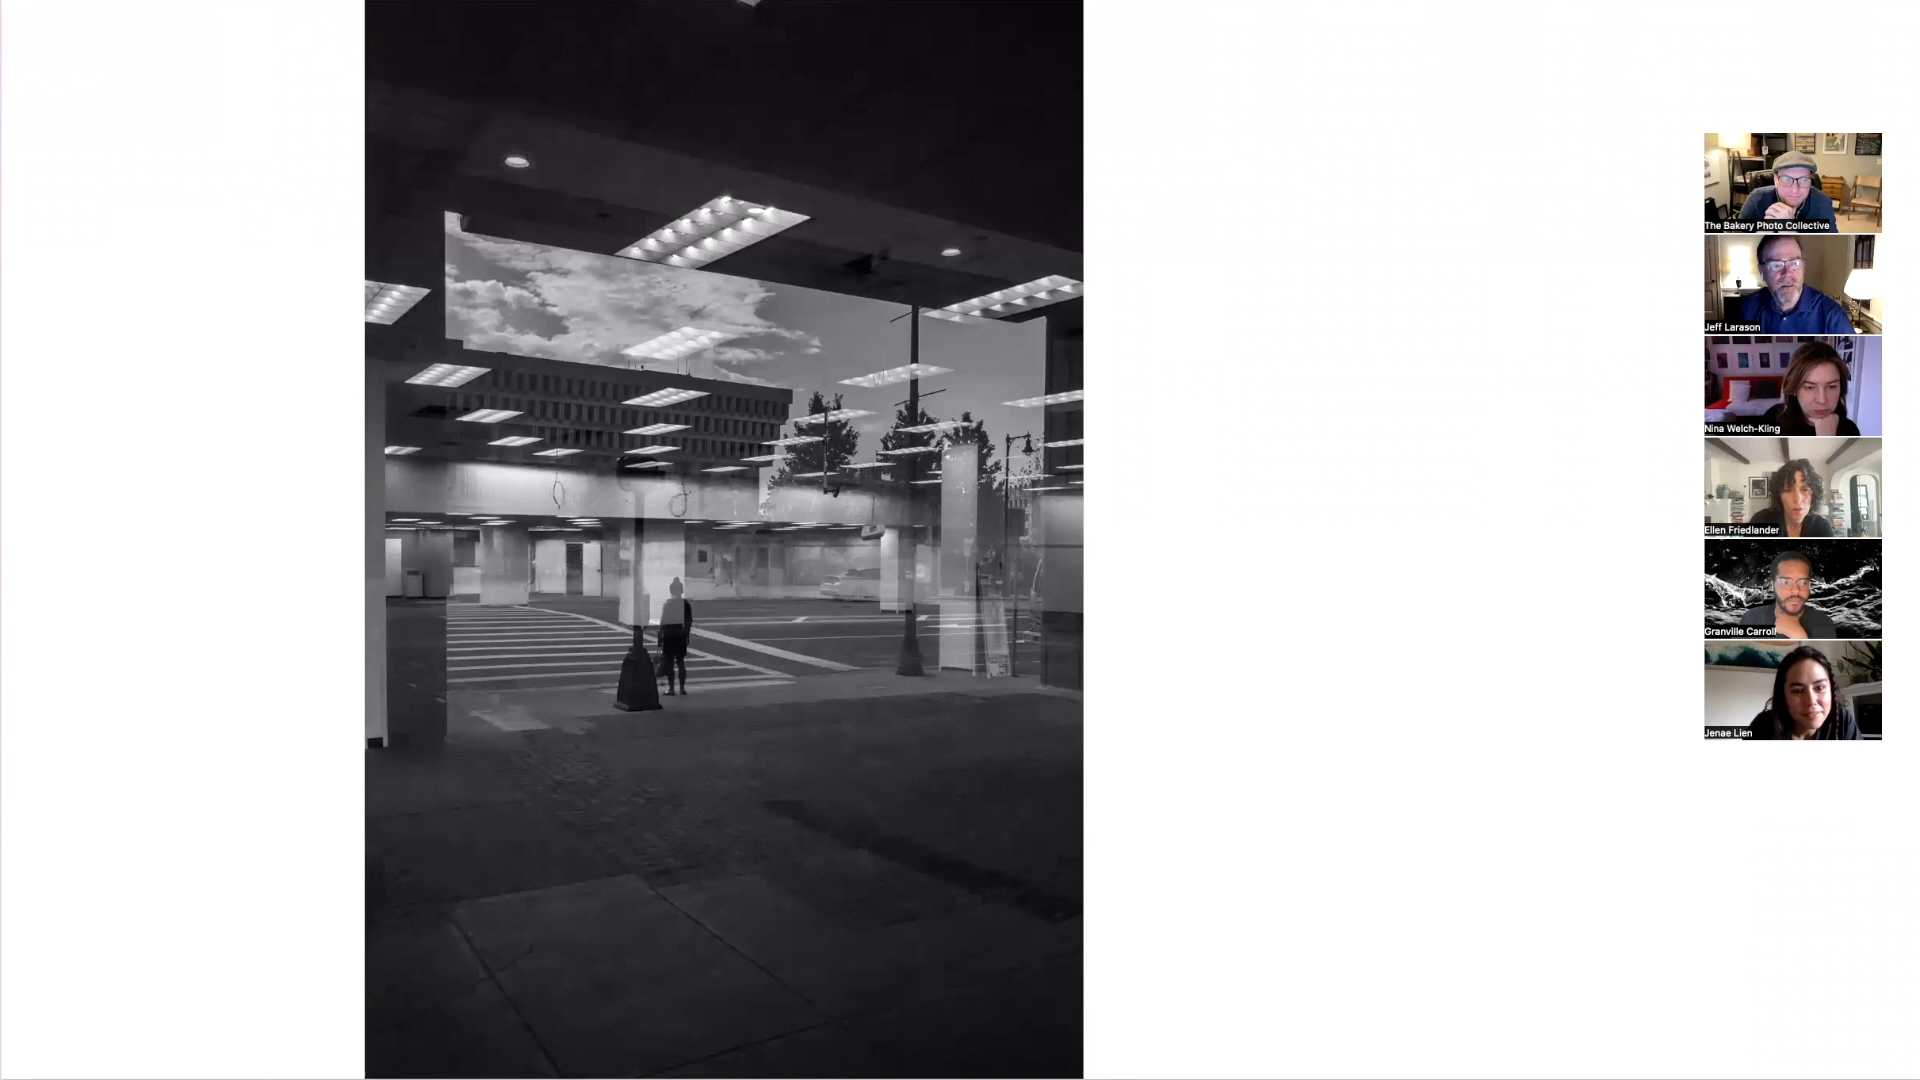 The Bakery Photo Collective
Jeff Larason
Nina Welch-Kling
Ellen Friedlander
Granville Carroll
Jenae Lien